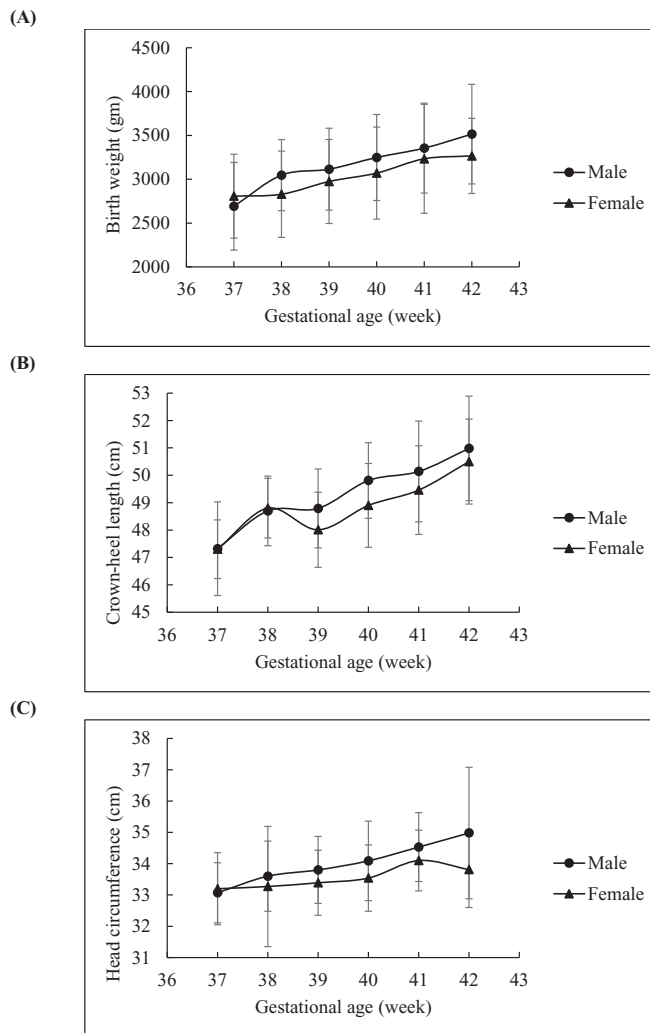 (A)
4500
4000
3500
3000
2500
2000
Birth weight (gm)
36 37 38 39 40 41 42 43
Gestational age (week)
Male
Female
(B)
53
52
51
50
49
48
47
46
45
Crown-heel length (cm)
36 37 38 39 40 41 42 43
Gestational age (week)
Male
Female
(C)
38
37
36
35
34
33
32
31
Head circumference (cm)
36 37 38 39 40 41 42 43
Gestational age (week)
Male
Female